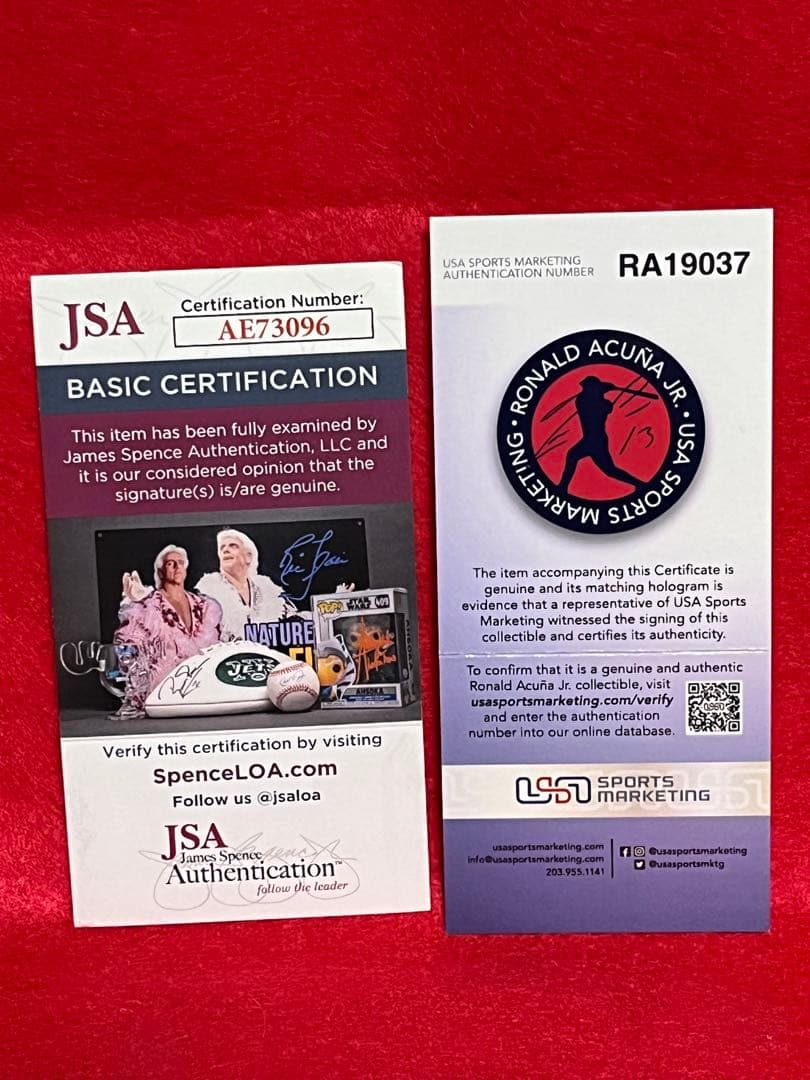 JSA
Certification Number:
AE73096
BASIC CERTIFICATION
This item has been fully examined by
James Spence Authentication, LLC and
it is our considered opinion that the
signature(s) is/are genuine.
NATURE
POP!
STAR WARS
409
JETS
AHSOKA
Verify this certification by visiting
SpenceLOA.com
Follow us @jsaloa
JSA
James Spence
Authentication™
follow the leader
USA SPORTS MARKETING
AUTHENTICATION NUMBER
RA19037
• RONALD ACUÑA JR. • USA SPORTS MARKETING
13
The item accompanying this Certificate is
genuine and its matching hologram is
evidence that a representative of USA Sports
Marketing witnessed the signing of this
collectible and certifies its authenticity.
To confirm that it is a genuine and authentic
Ronald Acuña Jr. collectible, visit
usasportsmarketing.com/verify
and enter the authentication
number into our online database.
USA SPORTS
MARKETING
usasportsmarketing.com
info@usasportsmarketing.com
203.955.1141
@usasportsmarketing
@usasportsmktg